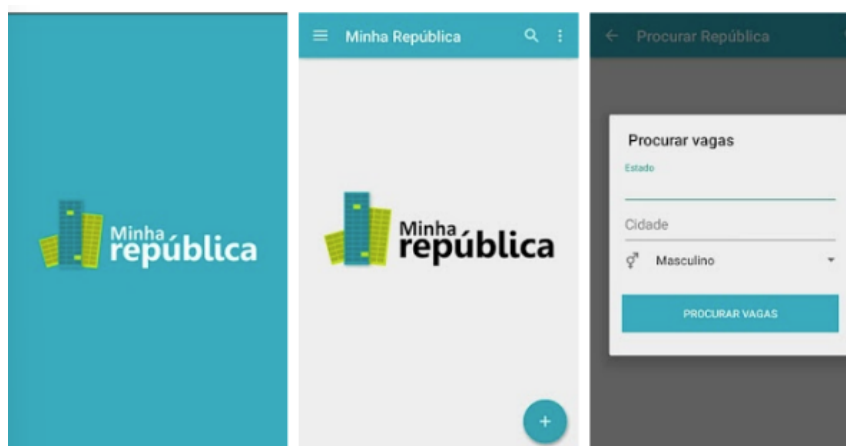 Minha
república
Minha República
Minha
república
+
Procurar República
Procurar vagas
Estado
Cidade
Masculino
PROCURAR VAGAS